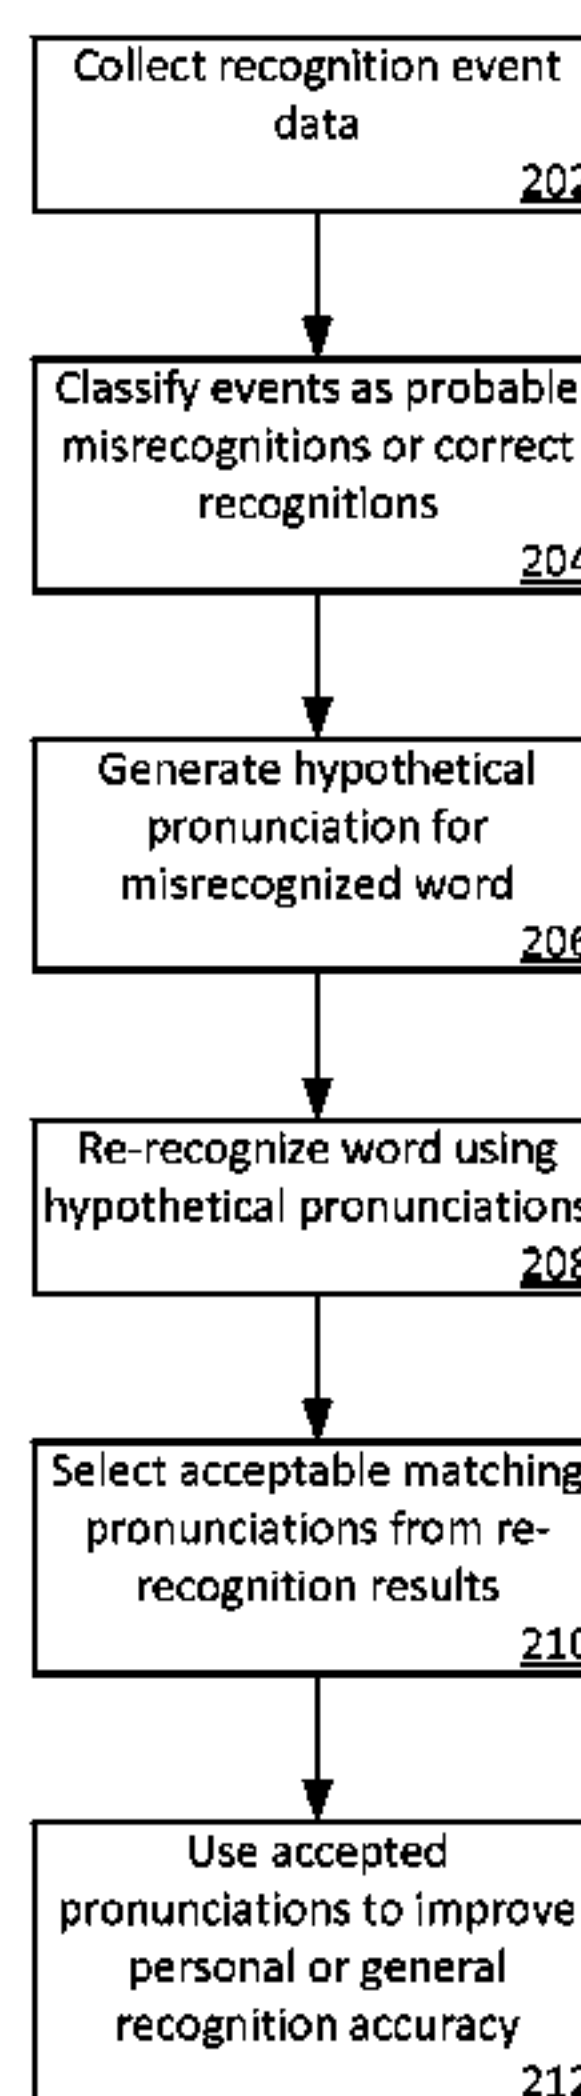 Collect recognition event
data
202
Classify events as probable
misrecognitions or correct
recognitions
204
Generate hypothetical
pronunciation for
misrecognized word
206
Re-recognize word using
hypothetical pronunciations
208
Select acceptable matching
pronunciations from re-
recognition results
210
Use accepted
pronunciations to improve
personal or general
recognition accuracy
212